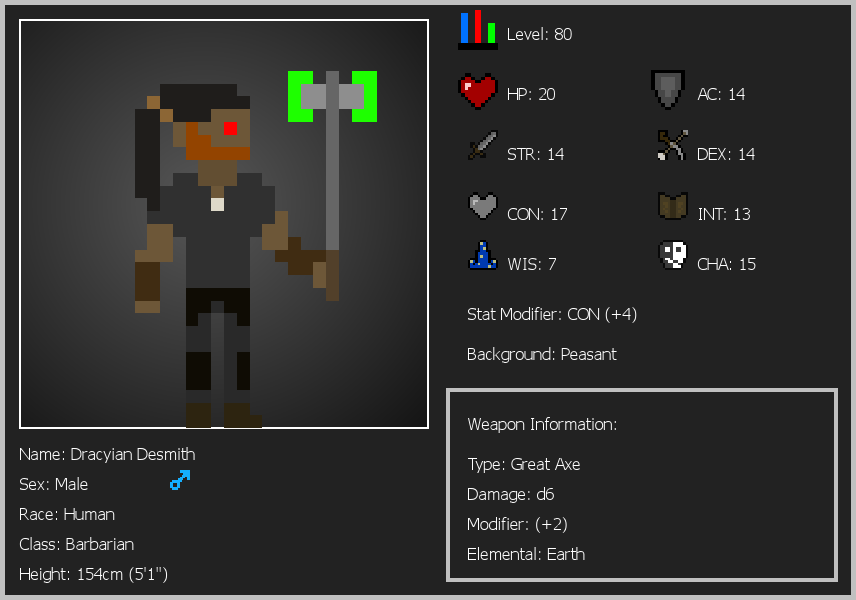 Level: 80
HP: 20
AC: 14
STR: 14
DEX: 14
CON: 17
INT: 13
WIS: 7
CHA: 15
Stat Modifier: CON (+4)
Background: Peasant
Weapon Information:
Type: Great Axe
Damage: d6
Modifier: (+2)
Elemental: Earth
Name: Dracyian Desmith
Sex: Male
Race: Human
Class: Barbarian
Height: 154cm (5'1")